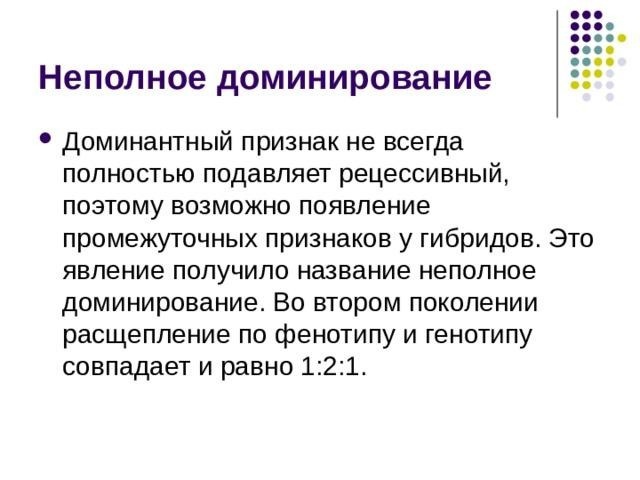 Неполное доминирование
Доминантный признак не всегда
полностью подавляет рецессивный,
поэтому возможно появление
промежуточных признаков у гибридов. Это
явление получило название неполное
доминирование. Во втором поколении
расщепление по фенотипу и генотипу
совпадает и равно 1:2:1.